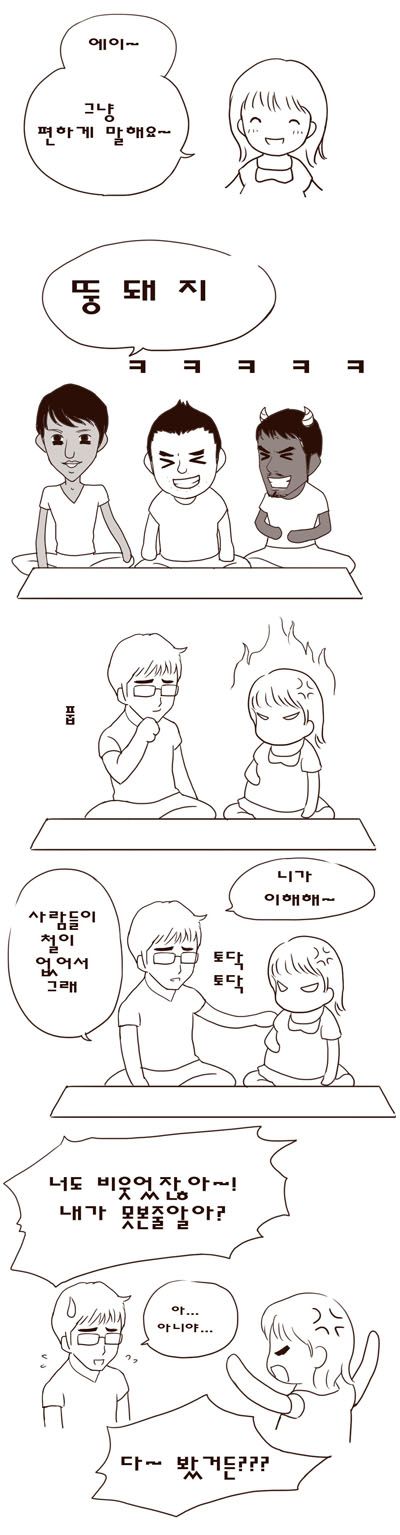 에이~
그냥
편하게 말해요~
뚱돼지
ㅋ ㅋ ㅋ ㅋ ㅋ
풉
니가
이해해~
사람들이
철이
없어서
그래
토닥
토닥
너도 비웃었잖아~!
내가 못본줄알아?
아...
아니야...
다~ 봤거든???